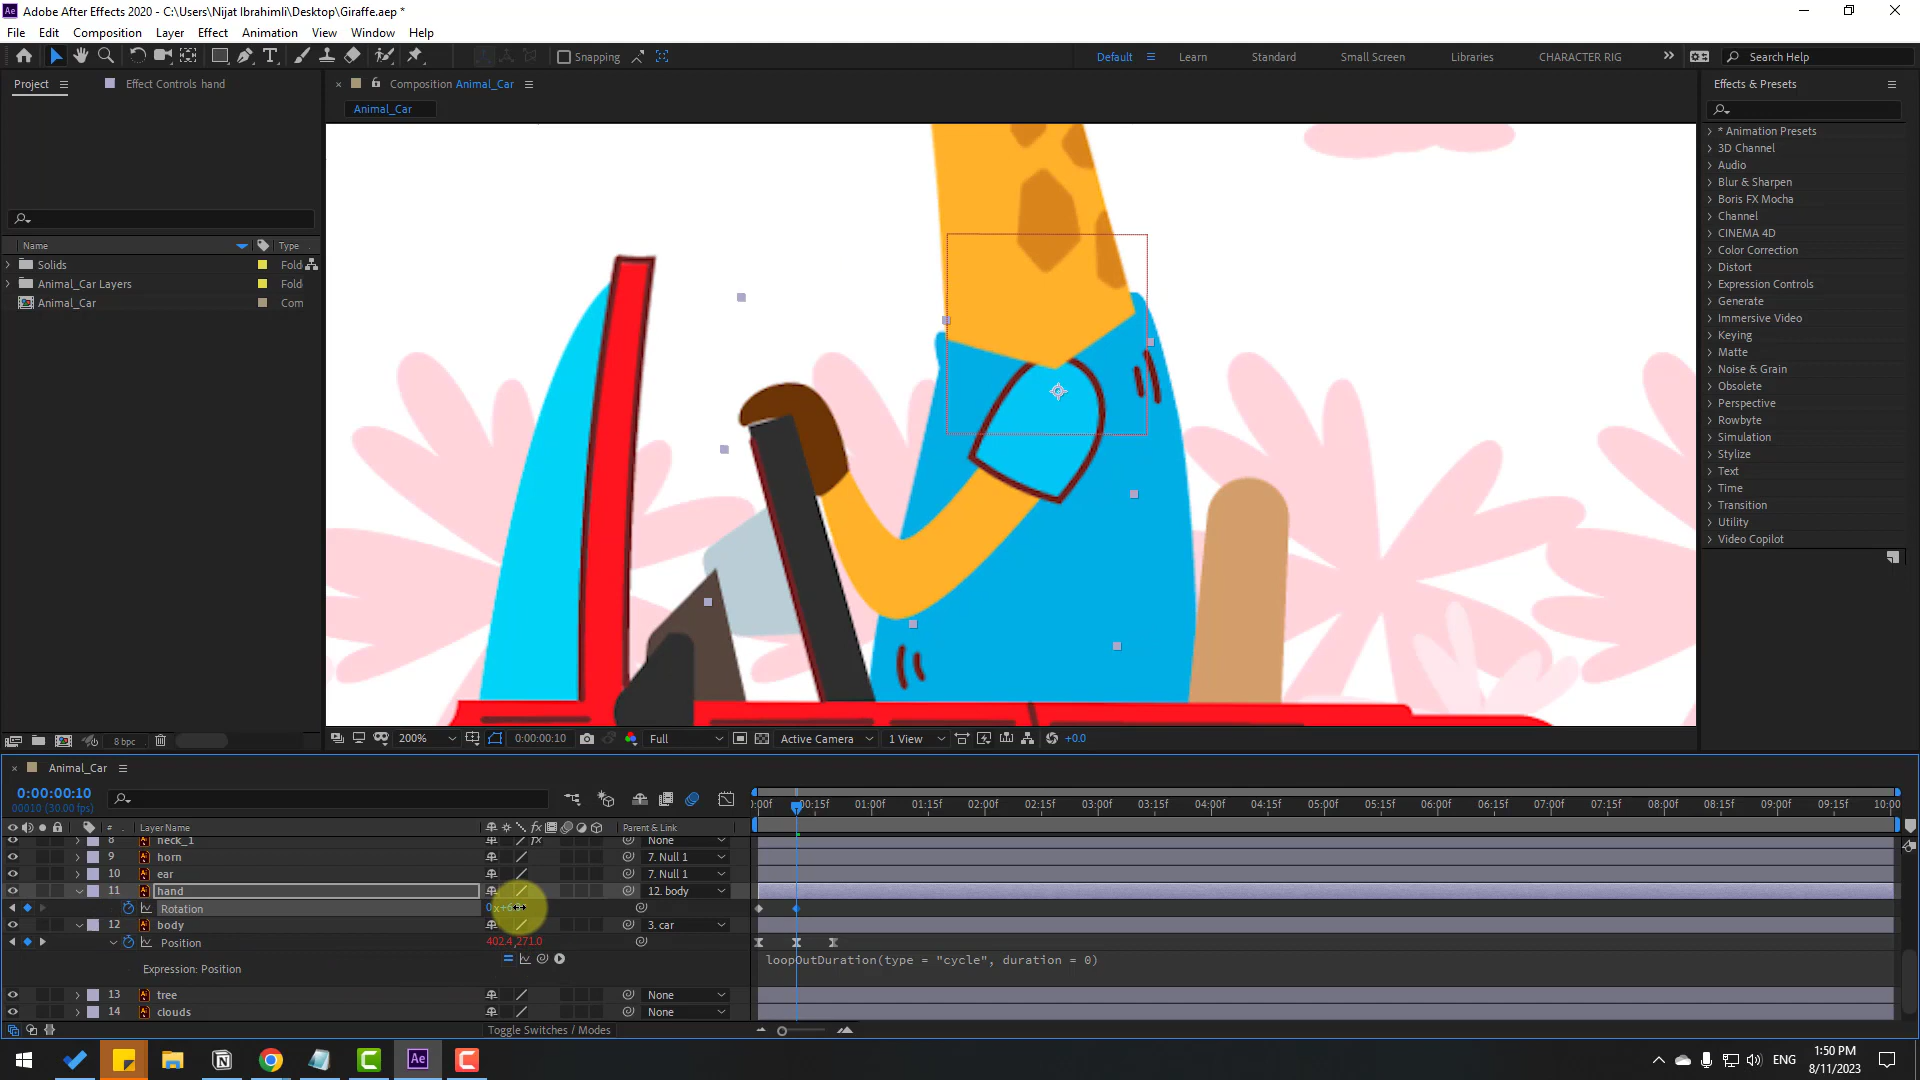 Adobe After Effects 2020 - C:\Users\Nijat Ibrahimli\Desktop\Giraffe.aep *
File Edit Composition Layer Effect Animation View Window Help
Snapping
Default Learn Standard Small Screen Libraries CHARACTER RIG
Search Help
Project
Effect Controls hand
Composition Animal_Car
Animal_Car
Name Type
Solids Fold
Animal_Car Layers Fold
Animal_Car Com
8 bpc
Effects & Presets
* Animation Presets
3D Channel
Audio
Blur & Sharpen
Boris FX Mocha
Channel
CINEMA 4D
Color Correction
Distort
Expression Controls
Generate
Immersive Video
Keying
Matte
Noise & Grain
Obsolete
Perspective
Rowbyte
Simulation
Stylize
Text
Time
Transition
Utility
Video Copilot
200% 0:00:00:10 Full Active Camera 1 View +0.0
Animal_Car
0:00:00:10
00010 (30.00 fps)
:00f 00:15f 01:00f 01:15f 02:00f 02:15f 03:00f 03:15f 04:00f 04:15f 05:00f 05:15f 06:00f 06:15f 07:00f 07:15f 08:00f 08:15f 09:00f 09:15f 10:00
# Layer Name Parent & Link
8 neck_1 None
9 horn 7. Null 1
10 ear 7. Null 1
11 hand 12. body
Rotation
12 body 3. car
Position 402.4,271.0
Expression: Position loopOutDuration(type = "cycle", duration = 0)
13 tree None
14 clouds None
Toggle Switches / Modes
ENG
1:50 PM
8/11/2023